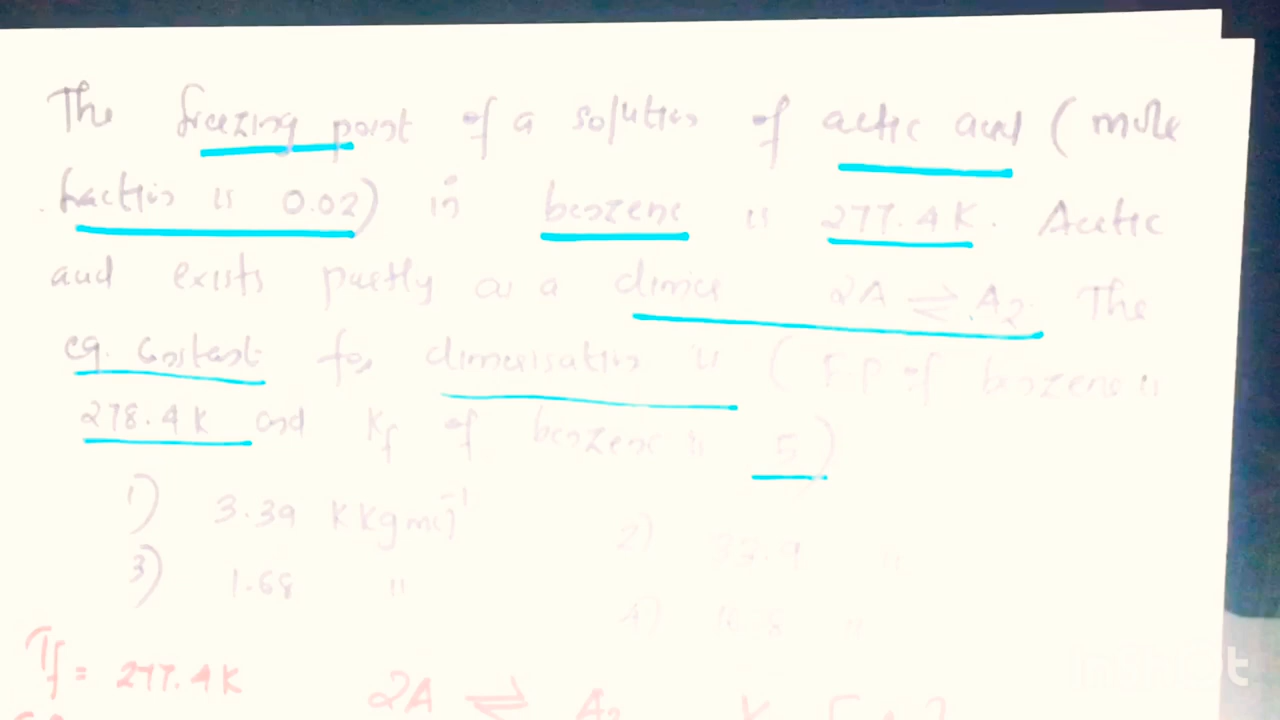 The freezing point of a solution of acetic acid (mole
fraction is 0.02) in benzene is 277.4 K. Acetic
acid exists partly as a dimer 2A ⇌ A2. The
eq. constant for dimerisation is (F.P of benzene is
278.4 K and Kf of benzene is 5)
1) 3.39 K Kg mol-1 2)
3) 1.68 " 4)
Tf = 277.4 K
2A ⇌ A2